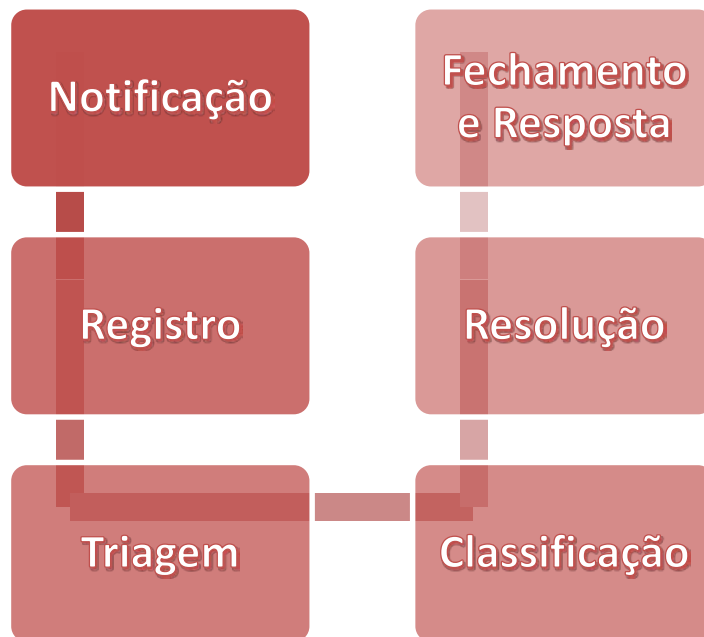 Notificação
Registro
Triagem
Classificação
Resolução
Fechamento
e Resposta